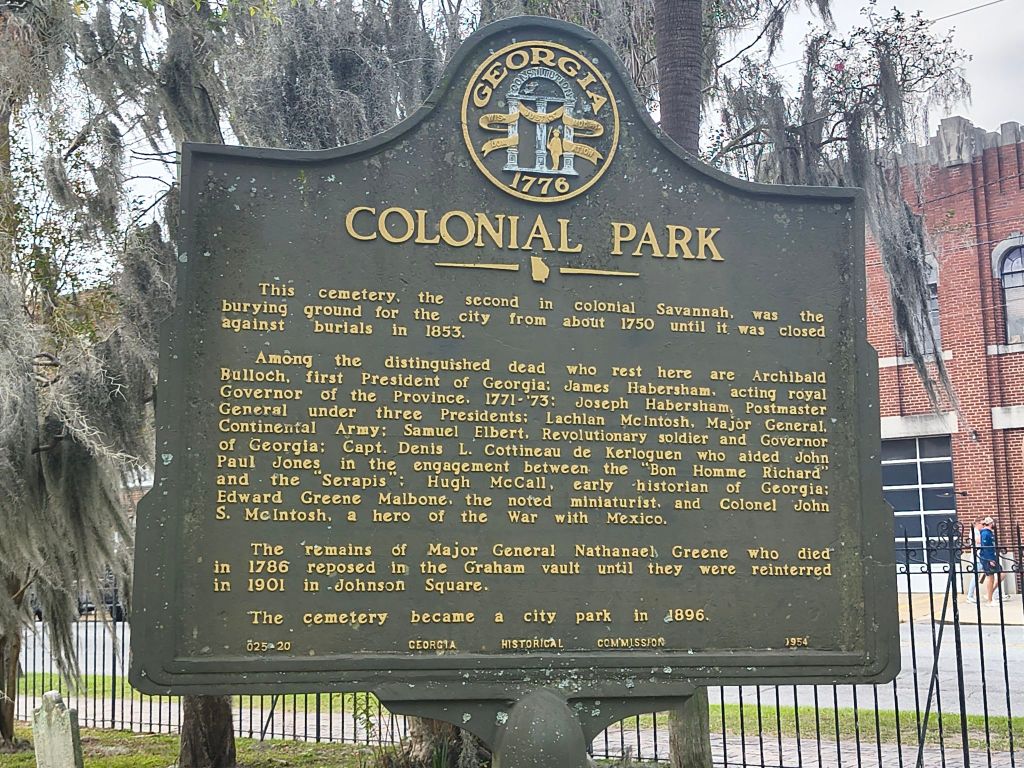 GEORGIA
CONSTITUTION
WISDOM JUSTICE
MODERATION
1776
COLONIAL PARK
This cemetery, the second in colonial Savannah, was the
burying ground for the city from about 1750 until it was closed
against burials in 1853.
Among the distinguished dead who rest here are Archibald
Bulloch, first President of Georgia; James Habersham, acting royal
Governor of the Province, 1771-'73; Joseph Habersham, Postmaster
General under three Presidents; Lachlan McIntosh, Major General,
Continental Army; Samuel Elbert, Revolutionary soldier and Governor
of Georgia; Capt. Denis L. Cottineau de Kerloguen who aided John
Paul Jones in the engagement between the "Bon Homme Richard"
and the "Serapis"; Hugh McCall, early historian of Georgia;
Edward Greene Malbone, the noted miniaturist, and Colonel John
S. McIntosh, a hero of the War with Mexico.
The remains of Major General Nathanael Greene who died
in 1786 reposed in the Graham vault until they were reinterred
in 1901 in Johnson Square.
The cemetery became a city park in 1896.
025-20 GEORGIA HISTORICAL COMMISSION 1954